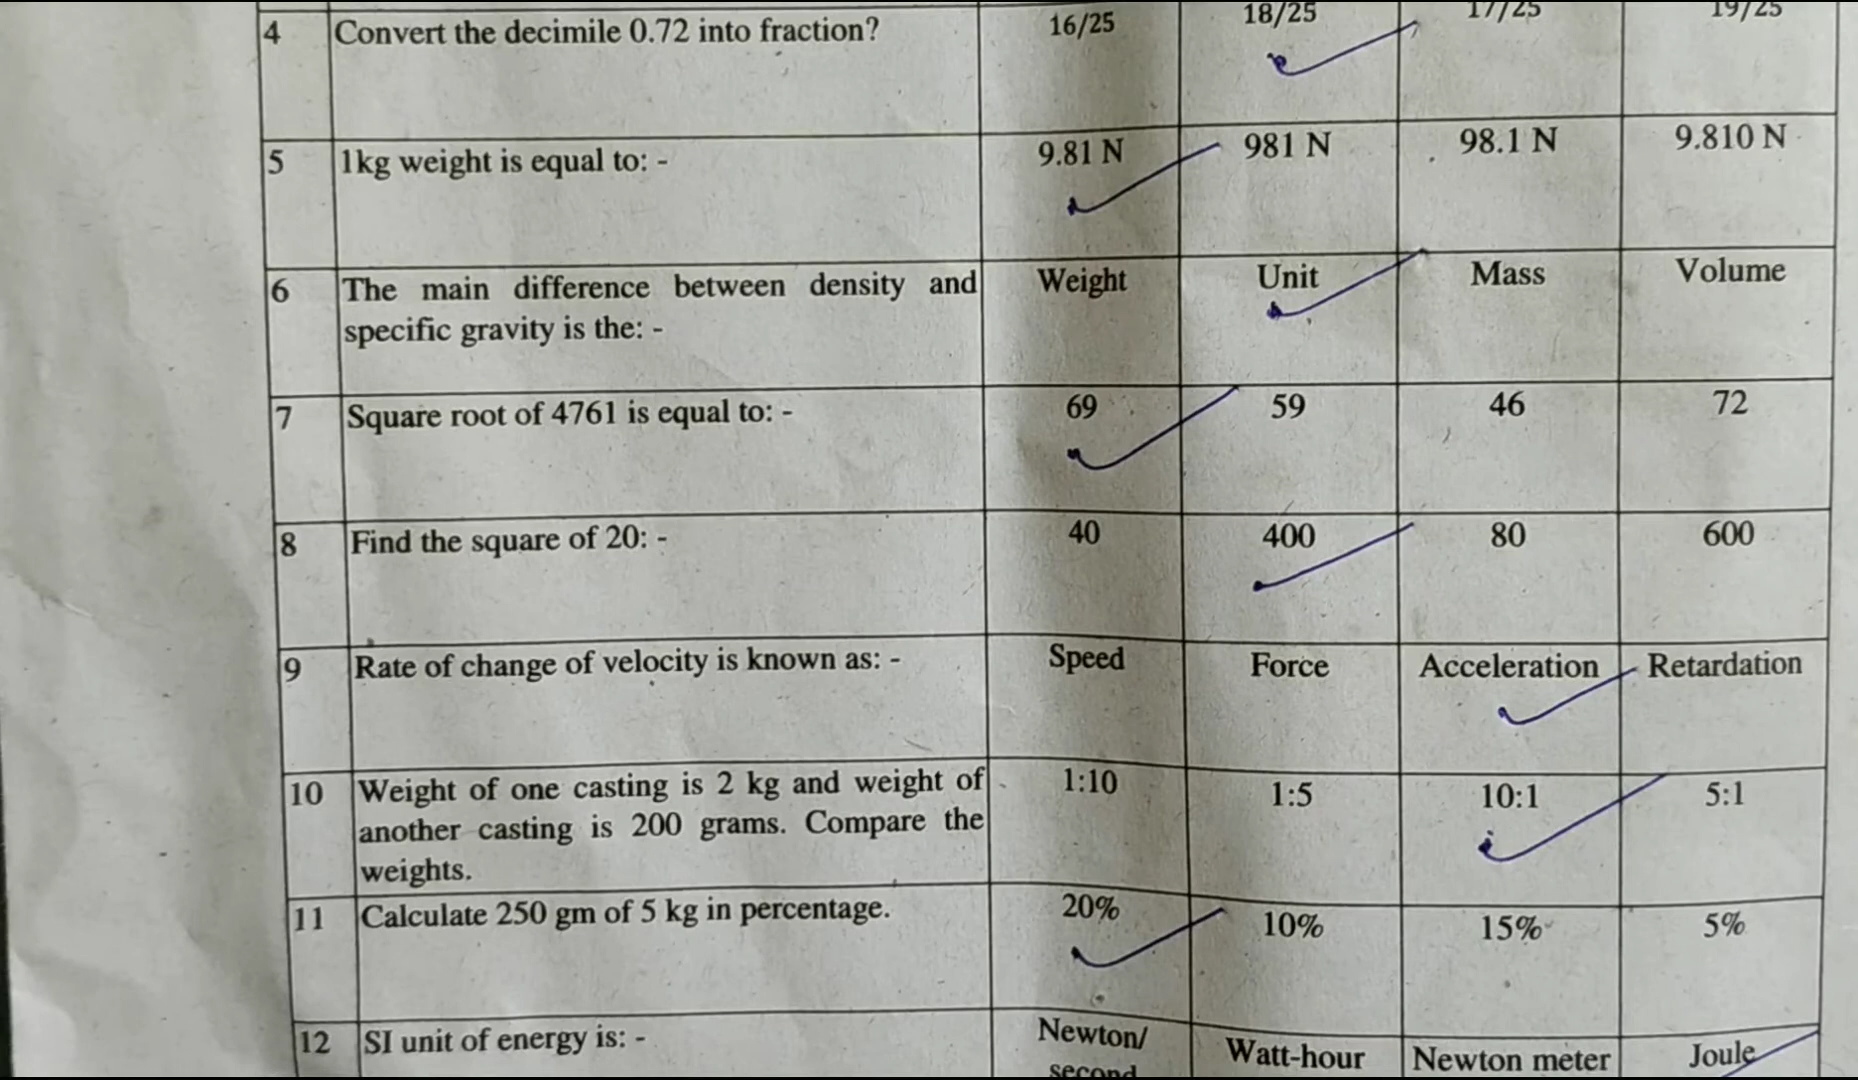 4 Convert the decimile 0.72 into fraction? 16/25 18/25 17/25 19/25
5 1kg weight is equal to: - 9.81 N 981 N 98.1 N 9.810 N
6 The main difference between density and Weight Unit Mass Volume
specific gravity is the: -
7 Square root of 4761 is equal to: - 69 59 46 72
8 Find the square of 20: - 40 400 80 600
9 Rate of change of velocity is known as: - Speed Force Acceleration Retardation
10 Weight of one casting is 2 kg and weight of 1:10 1:5 10:1 5:1
another casting is 200 grams. Compare the
weights.
11 Calculate 250 gm of 5 kg in percentage. 20% 10% 15% 5%
12 SI unit of energy is: - Newton/ Watt-hour Newton meter Joule
second